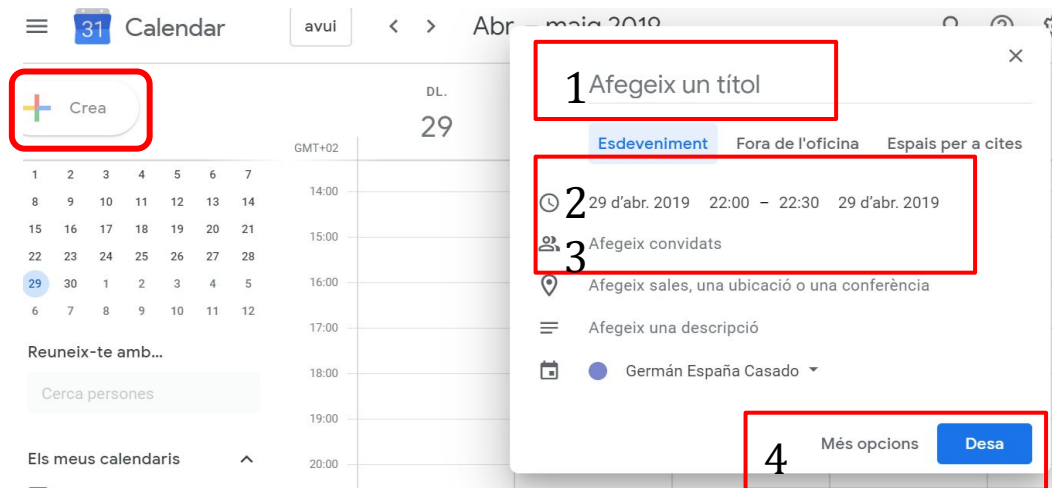 31 Calendar avui < > Abr. – maig 2019
Crea
DL.
29
GMT+02
1 2 3 4 5 6 7
8 9 10 11 12 13 14
15 16 17 18 19 20 21
22 23 24 25 26 27 28
29 30 1 2 3 4 5
6 7 8 9 10 11 12
Reuneix-te amb...
Cerca persones
Els meus calendaris
14:00
15:00
16:00
17:00
18:00
19:00
20:00
1 Afegeix un títol
Esdeveniment Fora de l'oficina Espais per a cites
2 29 d'abr. 2019 22:00 – 22:30 29 d'abr. 2019
3 Afegeix convidats
Afegeix sales, una ubicació o una conferència
Afegeix una descripció
Germán España Casado
4 Més opcions Desa